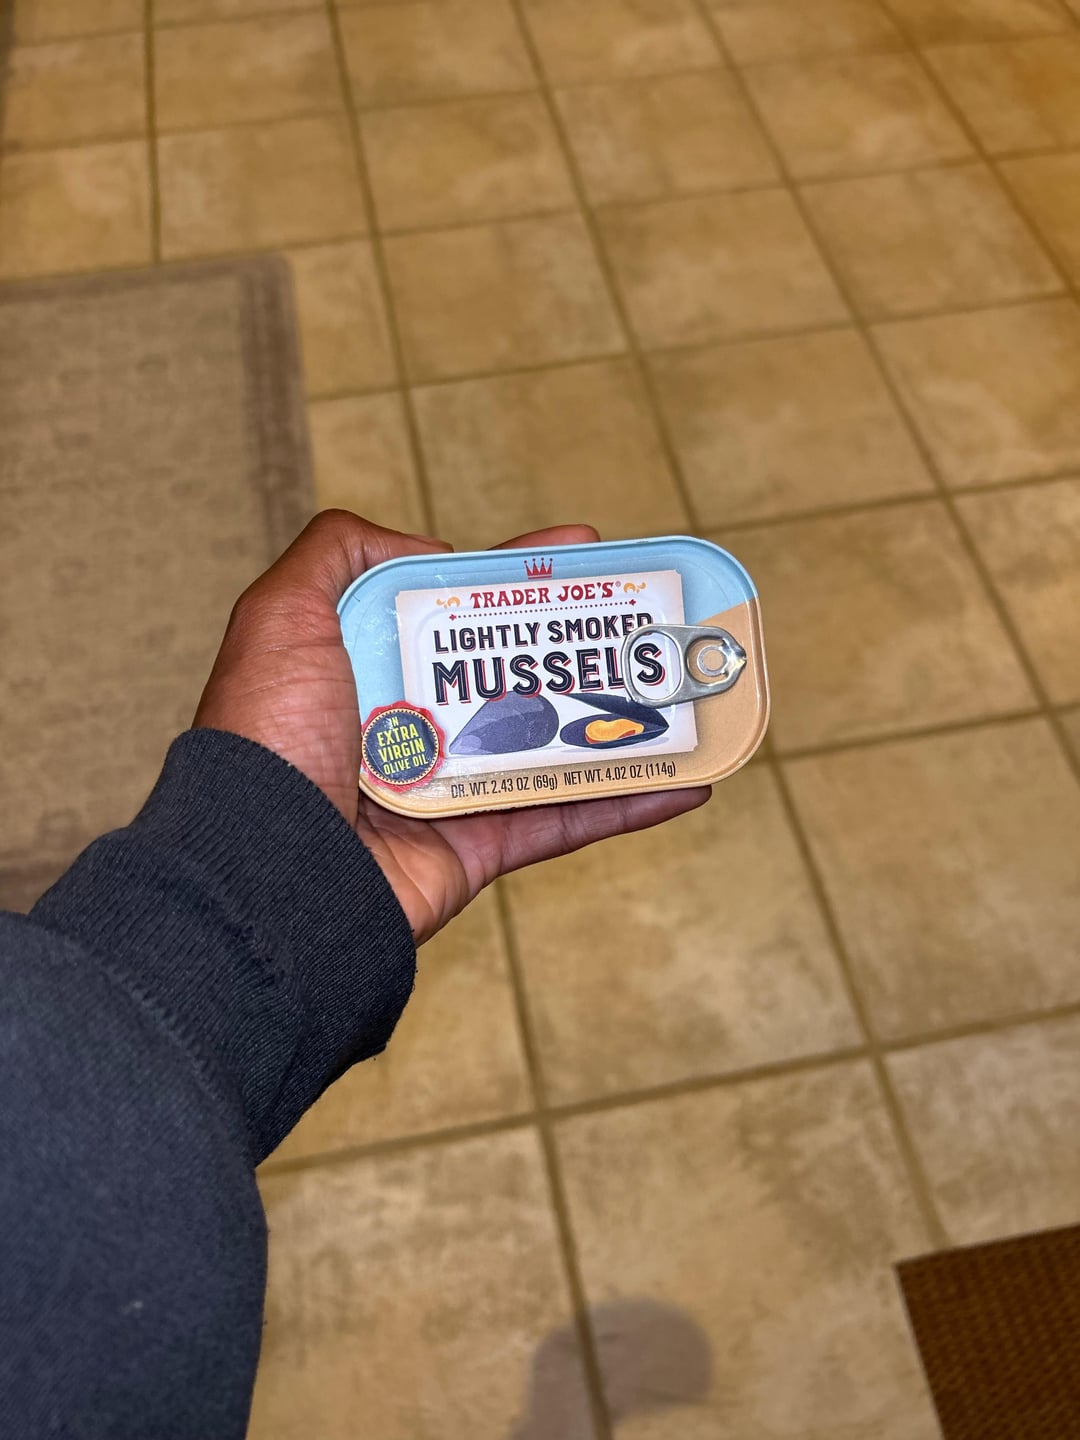 TRADER JOE'S®
LIGHTLY SMOKED
MUSSELS
IN
EXTRA
VIRGIN
OLIVE OIL
DR. WT. 2.43 OZ (69g) NET WT. 4.02 OZ (114g)